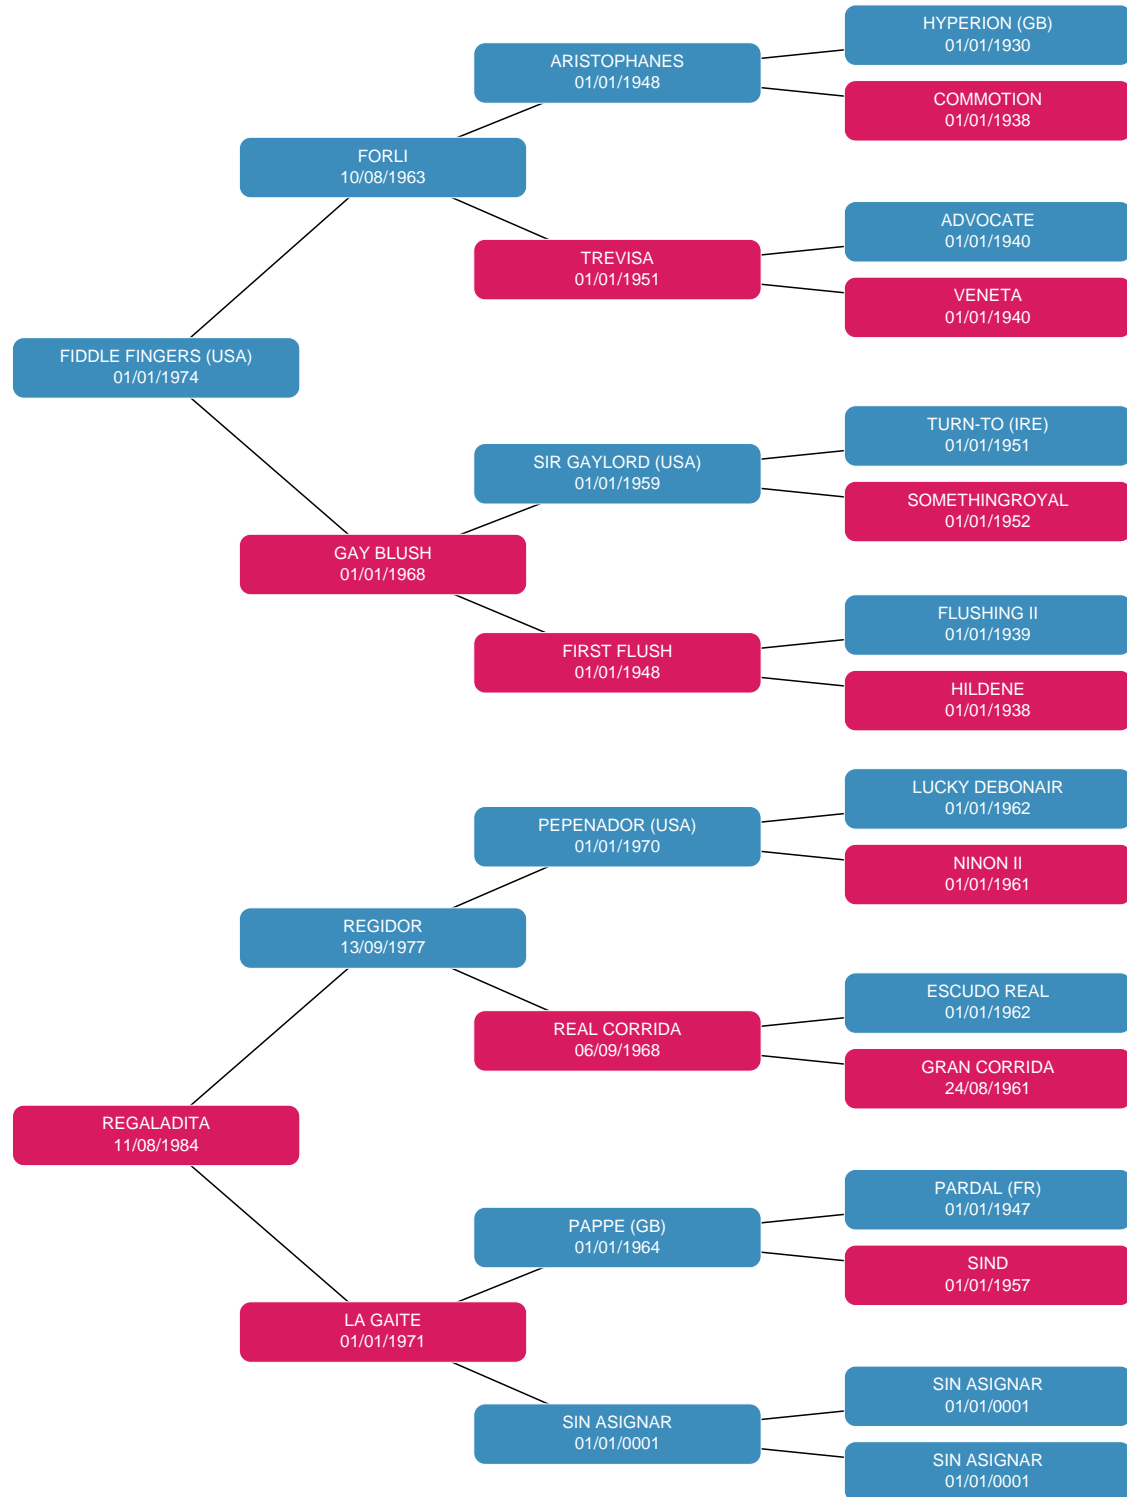 HYPERION (GB)
01/01/1930
ARISTOPHANES
01/01/1948
COMMOTION
01/01/1938
FORLI
10/08/1963
ADVOCATE
01/01/1940
TREVISA
01/01/1951
VENETA
01/01/1940
FIDDLE FINGERS (USA)
01/01/1974
TURN-TO (IRE)
01/01/1951
SIR GAYLORD (USA)
01/01/1959
SOMETHINGROYAL
01/01/1952
GAY BLUSH
01/01/1968
FLUSHING II
01/01/1939
FIRST FLUSH
01/01/1948
HILDENE
01/01/1938
LUCKY DEBONAIR
01/01/1962
PEPENADOR (USA)
01/01/1970
NINON II
01/01/1961
REGIDOR
13/09/1977
ESCUDO REAL
01/01/1962
REAL CORRIDA
06/09/1968
GRAN CORRIDA
24/08/1961
REGALADITA
11/08/1984
PARDAL (FR)
01/01/1947
PAPPE (GB)
01/01/1964
SIND
01/01/1957
LA GAITE
01/01/1971
SIN ASIGNAR
01/01/0001
SIN ASIGNAR
01/01/0001
SIN ASIGNAR
01/01/0001